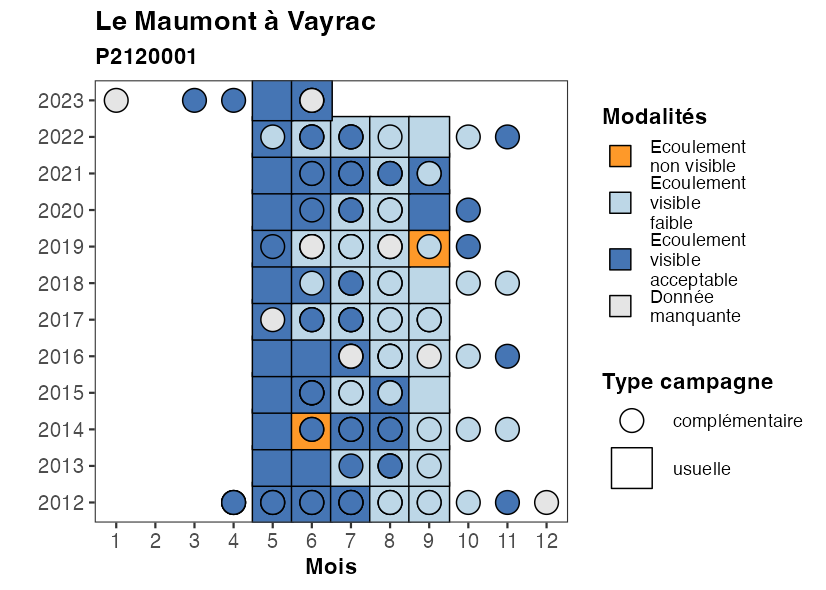 Le Maumont à Vayrac
P2120001
2023
2022
2021
2020
2019
2018
2017
2016
2015
2014
2013
2012
1 2 3 4 5 6 7 8 9 10 11 12
Mois
Modalités
Ecoulement
non visible
Ecoulement
visible
faible
Ecoulement
visible
acceptable
Donnée
manquante
Type campagne
complémentaire
usuelle